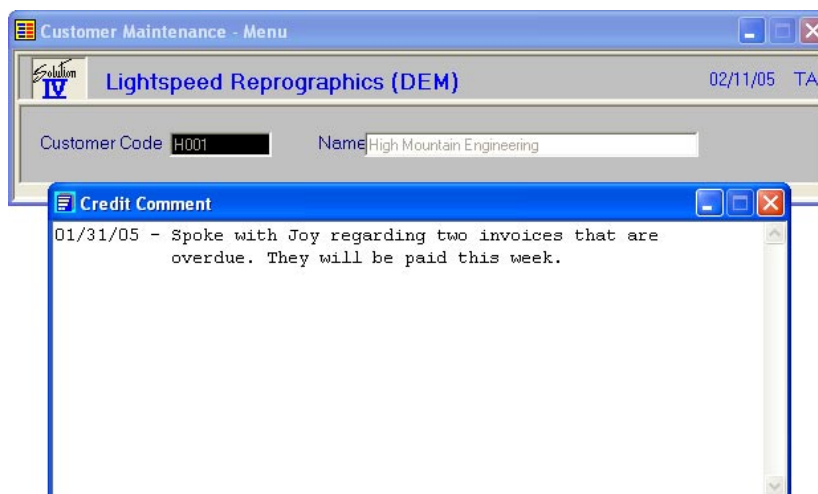 Customer Maintenance - Menu
Solution IV
Lightspeed Reprographics (DEM)
02/11/05 TA
Customer Code H001 Name High Mountain Engineering
Credit Comment
01/31/05 - Spoke with Joy regarding two invoices that are
overdue. They will be paid this week.